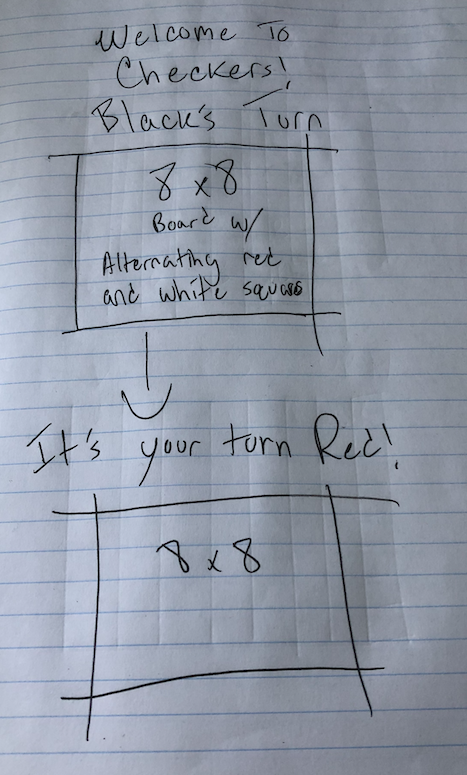 Welcome To
Checkers!
Black's Turn
8 x 8
Board w/
Alternating red
and white squares
It's your turn Red!
8 x 8